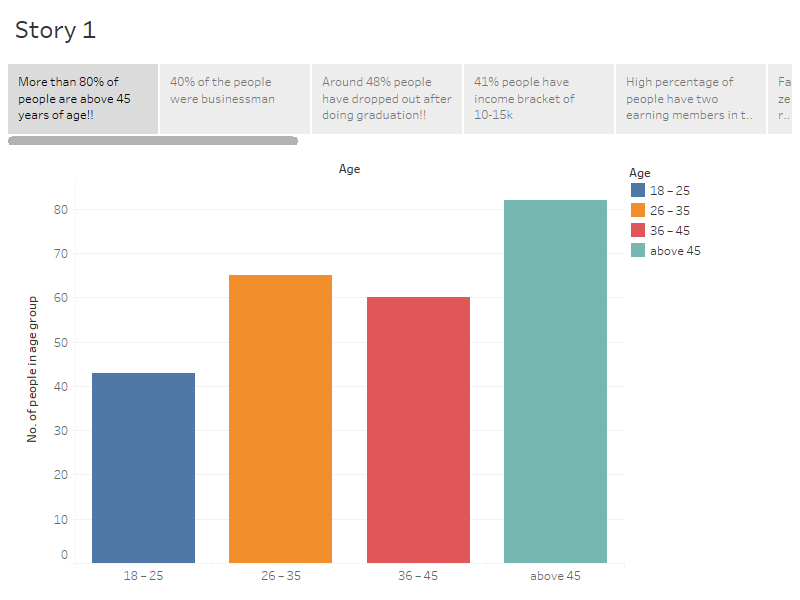 Story 1
More than 80% of
people are above 45
years of age!!
40% of the people
were businessman
Around 48% people
have dropped out after
doing graduation!!
41% people have
income bracket of
10-15k
High percentage of
people have two
earning members in t..
Fa
ze
r..
Age
No. of people in age group
80
70
60
50
40
30
20
10
0
18 – 25
26 – 35
36 – 45
above 45
Age
18 – 25
26 – 35
36 – 45
above 45